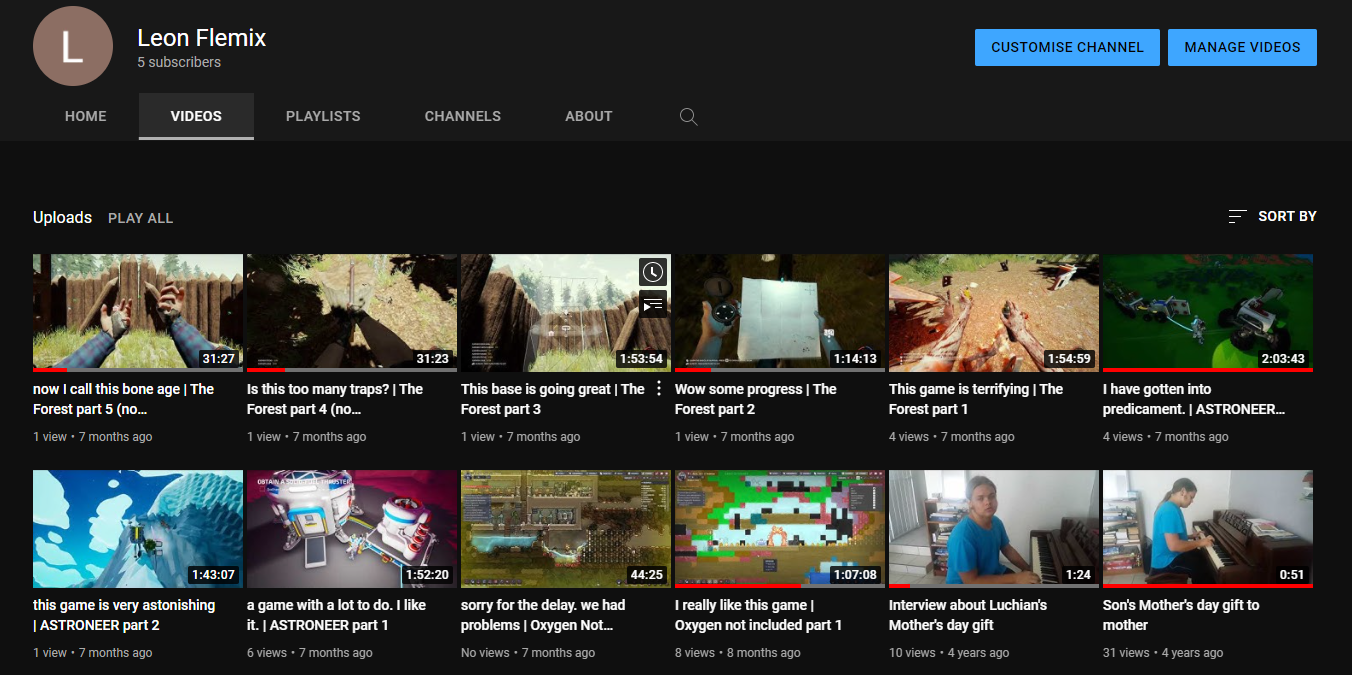 L
Leon Flemix
5 subscribers
CUSTOMISE CHANNEL
MANAGE VIDEOS
HOME
VIDEOS
PLAYLISTS
CHANNELS
ABOUT
Uploads
PLAY ALL
SORT BY
31:27
31:23
1:53:54
1:14:13
1:54:59
2:03:43
now I call this bone age | The
Forest part 5 (no...
1 view • 7 months ago
Is this too many traps? | The
Forest part 4 (no...
1 view • 7 months ago
This base is going great | The
Forest part 3
1 view • 7 months ago
Wow some progress | The
Forest part 2
1 view • 7 months ago
This game is terrifying | The
Forest part 1
4 views • 7 months ago
I have gotten into
predicament. | ASTRONEER...
4 views • 7 months ago
1:43:07
1:52:20
44:25
1:07:08
1:24
0:51
this game is very astonishing
| ASTRONEER part 2
1 view • 7 months ago
a game with a lot to do. I like
it. | ASTRONEER part 1
6 views • 7 months ago
sorry for the delay. we had
problems | Oxygen Not...
No views • 7 months ago
I really like this game |
Oxygen not included part 1
8 views • 8 months ago
Interview about Luchian's
Mother's day gift
10 views • 4 years ago
Son's Mother's day gift to
mother
31 views • 4 years ago